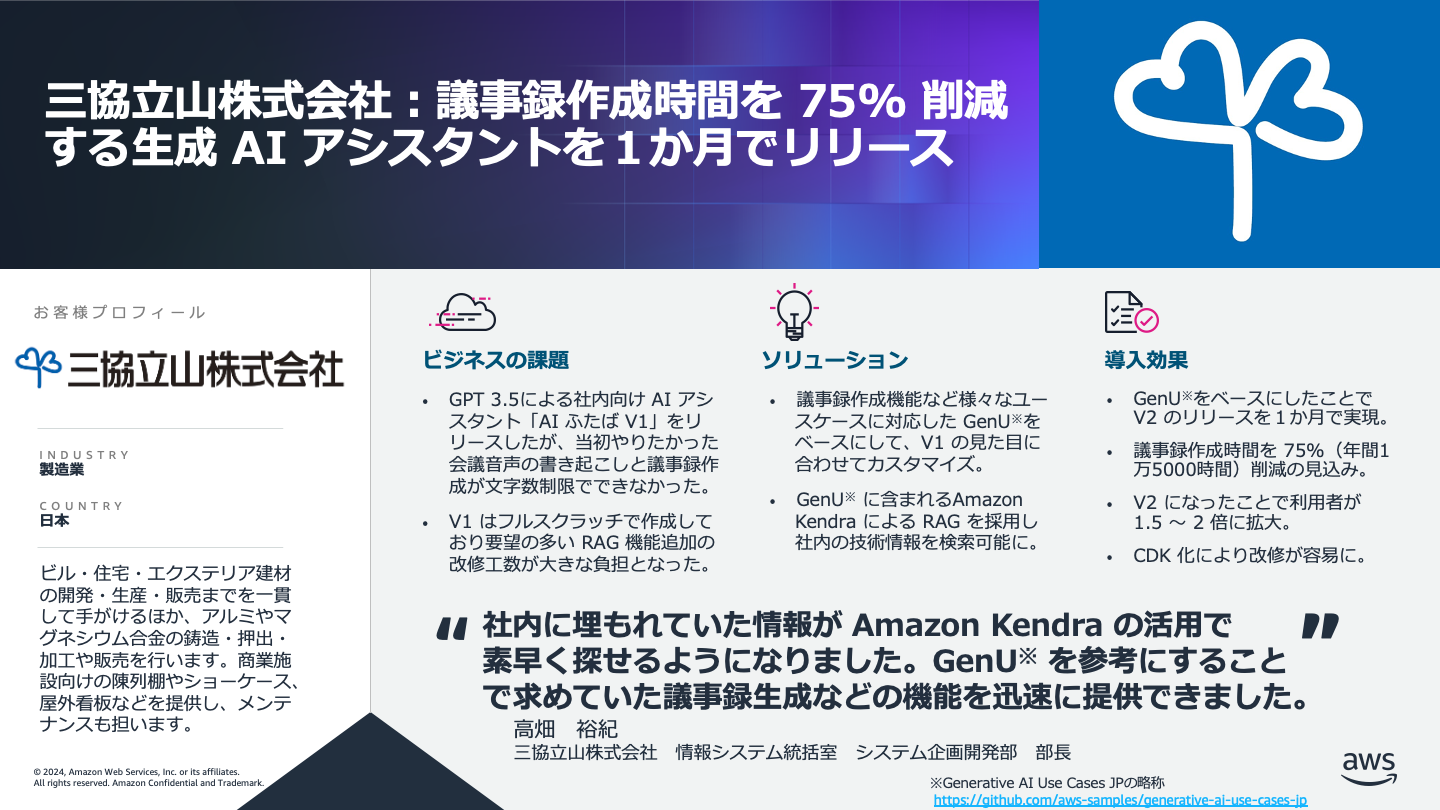 三協立山株式会社：議事録作成時間を 75% 削減
する生成 AI アシスタントを１か月でリリース
お客様プロフィール
三協立山株式会社
INDUSTRY
製造業
COUNTRY
日本
ビル・住宅・エクステリア建材
の開発・生産・販売までを一貫
して手がけるほか、アルミやマ
グネシウム合金の鋳造・押出・
加工や販売を行います。商業施
設向けの陳列棚やショーケース、
屋外看板などを提供し、メンテ
ナンスも担います。
© 2024, Amazon Web Services, Inc. or its affiliates.
All rights reserved. Amazon Confidential and Trademark.
ビジネスの課題
• GPT 3.5による社内向け AI アシ
スタント「AI ふたば V1」をリ
リースしたが、当初やりたかった
会議音声の書き起こしと議事録作
成が文字数制限でできなかった。
• V1 はフルスクラッチで作成して
おり要望の多い RAG 機能追加の
改修工数が大きな負担となった。
ソリューション
• 議事録作成機能など様々なユー
スケースに対応した GenU※を
ベースにして、V1 の見た目に
合わせてカスタマイズ。
• GenU※ に含まれるAmazon
Kendra による RAG を採用し
社内の技術情報を検索可能に。
導入効果
• GenU※をベースにしたことで
V2 のリリースを１か月で実現。
• 議事録作成時間を 75%（年間1
万5000時間）削減の見込み。
• V2 になったことで利用者が
1.5 〜 2 倍に拡大。
• CDK 化により改修が容易に。
“ 社内に埋もれていた情報が Amazon Kendra の活用で ”
素早く探せるようになりました。GenU※ を参考にすること
で求めていた議事録生成などの機能を迅速に提供できました。
高畑　裕紀
三協立山株式会社　情報システム統括室　システム企画開発部　部長
※Generative AI Use Cases JPの略称
https://github.com/aws-samples/generative-ai-use-cases-jp
aws